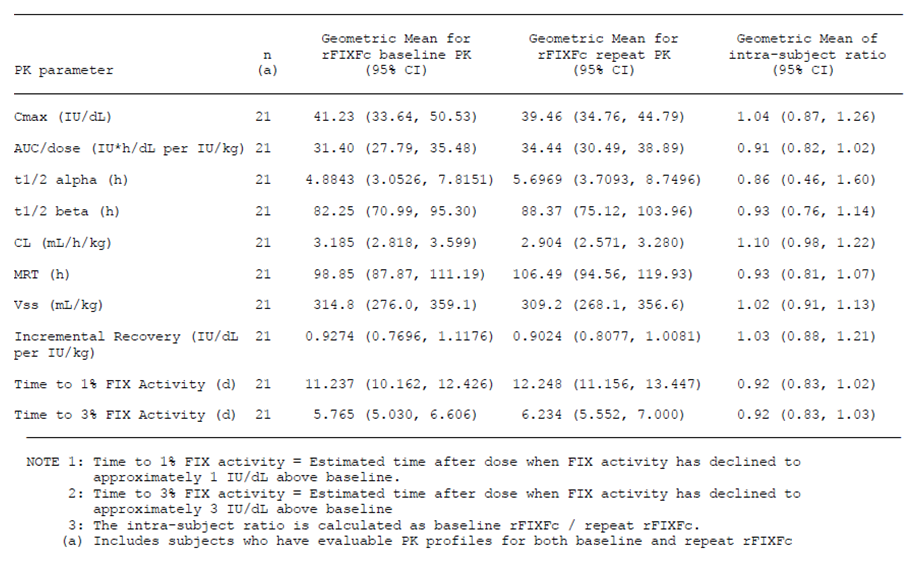 Geometric Mean for Geometric Mean for Geometric Mean of
n rFIXFc baseline PK rFIXFc repeat PK intra-subject ratio
PK parameter (a) (95% CI) (95% CI) (95% CI)
Cmax (IU/dL) 21 41.23 (33.64, 50.53) 39.46 (34.76, 44.79) 1.04 (0.87, 1.26)
AUC/dose (IU*h/dL per IU/kg) 21 31.40 (27.79, 35.48) 34.44 (30.49, 38.89) 0.91 (0.82, 1.02)
t1/2 alpha (h) 21 4.8843 (3.0526, 7.8151) 5.6969 (3.7093, 8.7496) 0.86 (0.46, 1.60)
t1/2 beta (h) 21 82.25 (70.99, 95.30) 88.37 (75.12, 103.96) 0.93 (0.76, 1.14)
CL (mL/h/kg) 21 3.185 (2.818, 3.599) 2.904 (2.571, 3.280) 1.10 (0.98, 1.22)
MRT (h) 21 98.85 (87.87, 111.19) 106.49 (94.56, 119.93) 0.93 (0.81, 1.07)
Vss (mL/kg) 21 314.8 (276.0, 359.1) 309.2 (268.1, 356.6) 1.02 (0.91, 1.13)
Incremental Recovery (IU/dL 21 0.9274 (0.7696, 1.1176) 0.9024 (0.8077, 1.0081) 1.03 (0.88, 1.21)
per IU/kg)
Time to 1% FIX Activity (d) 21 11.237 (10.162, 12.426) 12.248 (11.156, 13.447) 0.92 (0.83, 1.02)
Time to 3% FIX Activity (d) 21 5.765 (5.030, 6.606) 6.234 (5.552, 7.000) 0.92 (0.83, 1.03)
NOTE 1: Time to 1% FIX activity = Estimated time after dose when FIX activity has declined to
approximately 1 IU/dL above baseline.
2: Time to 3% FIX activity = Estimated time after dose when FIX activity has declined to
approximately 3 IU/dL above baseline
3: The intra-subject ratio is calculated as baseline rFIXFc / repeat rFIXFc.
(a) Includes subjects who have evaluable PK profiles for both baseline and repeat rFIXFc